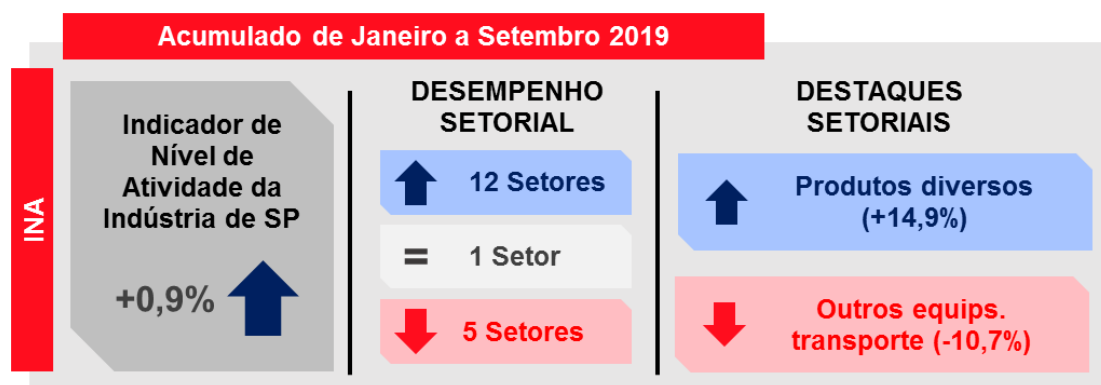 Acumulado de Janeiro a Setembro 2019
INA
Indicador de
Nível de
Atividade da
Indústria de SP
+0,9%
DESEMPENHO
SETORIAL
12 Setores
= 1 Setor
5 Setores
DESTAQUES
SETORIAIS
Produtos diversos
(+14,9%)
Outros equips.
transporte (-10,7%)